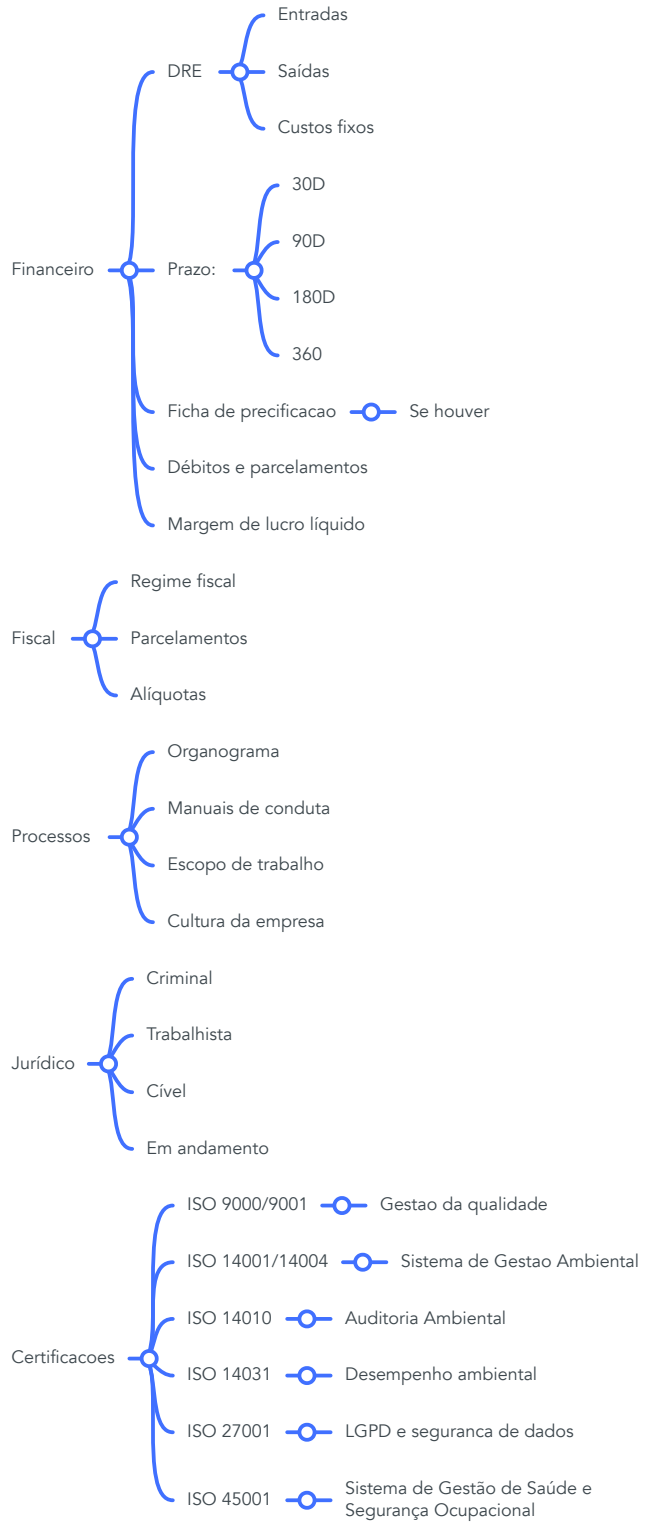 Entradas
DRE
Saídas
Custos fixos
30D
90D
Financeiro
Prazo:
180D
360
Ficha de precificacao
Se houver
Débitos e parcelamentos
Margem de lucro líquido
Regime fiscal
Fiscal
Parcelamentos
Alíquotas
Organograma
Manuais de conduta
Processos
Escopo de trabalho
Cultura da empresa
Criminal
Trabalhista
Jurídico
Cível
Em andamento
ISO 9000/9001
Gestao da qualidade
ISO 14001/14004
Sistema de Gestao Ambiental
ISO 14010
Auditoria Ambiental
Certificacoes
ISO 14031
Desempenho ambiental
ISO 27001
LGPD e seguranca de dados
ISO 45001
Sistema de Gestão de Saúde e
Segurança Ocupacional